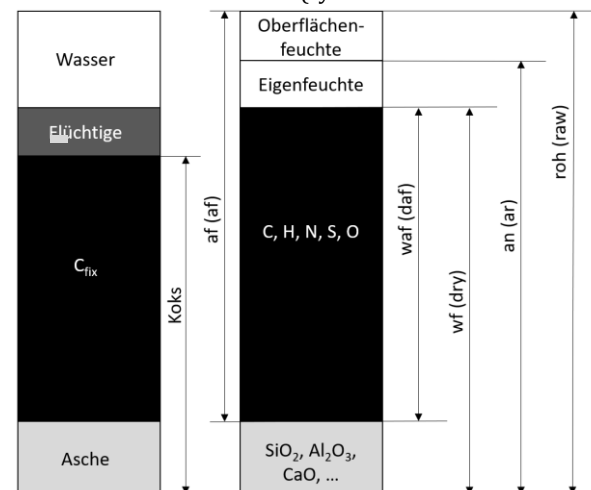 Wasser
Flüchtige
C_fix
Asche
Koks
Oberflächen-
feuchte
Eigenfeuchte
C, H, N, S, O
SiO₂, Al₂O₃,
CaO, ...
af (af)
waf (daf)
wf (dry)
an (ar)
roh (raw)